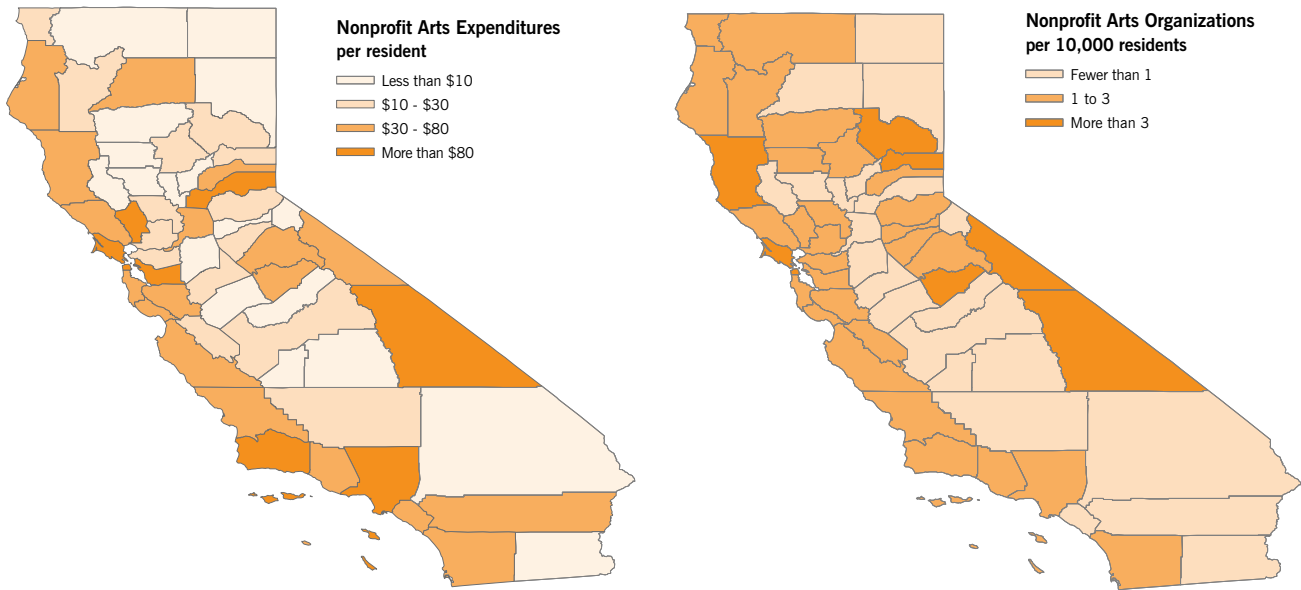 Nonprofit Arts Expenditures
per resident
Less than $10
$10 - $30
$30 - $80
More than $80
Nonprofit Arts Organizations
per 10,000 residents
Fewer than 1
1 to 3
More than 3